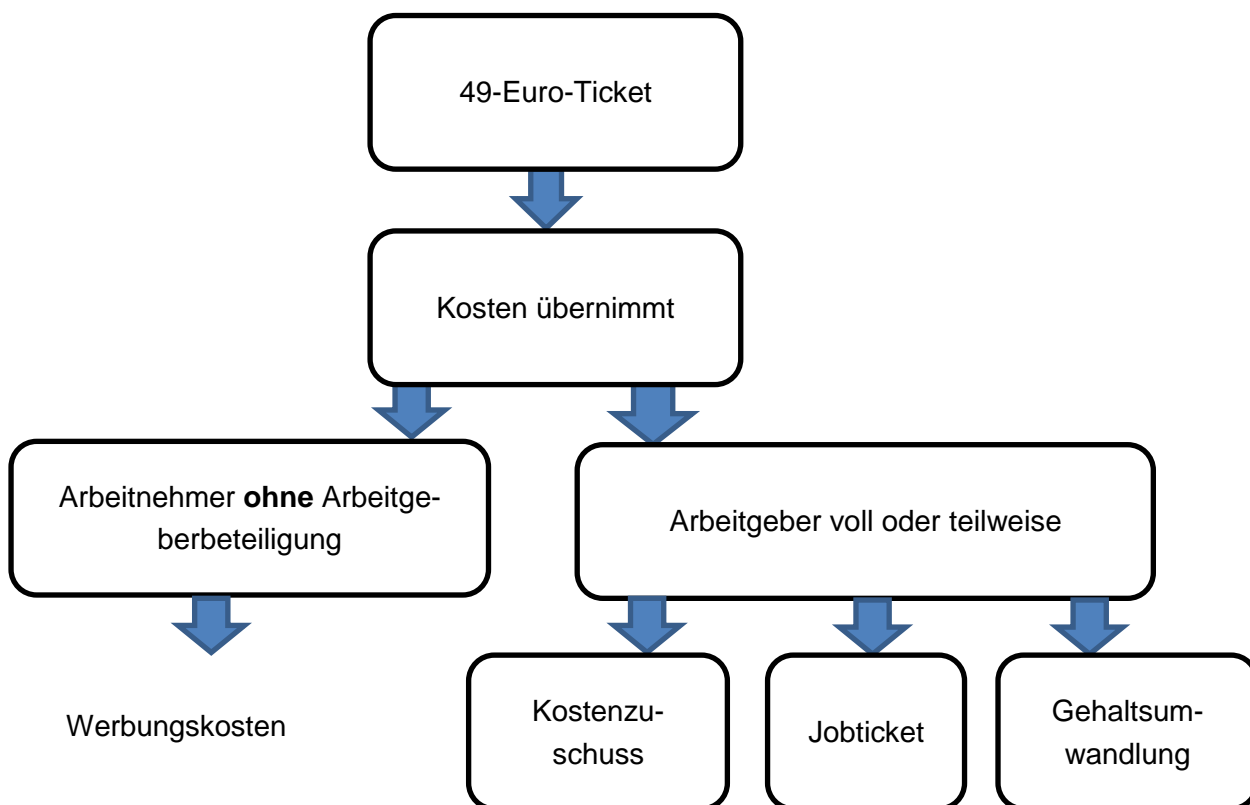 49-Euro-Ticket
Kosten übernimmt
Arbeitnehmer ohne Arbeitge-
berbeteiligung
Arbeitgeber voll oder teilweise
Werbungskosten
Kostenzu-
schuss
Jobticket
Gehaltsum-
wandlung